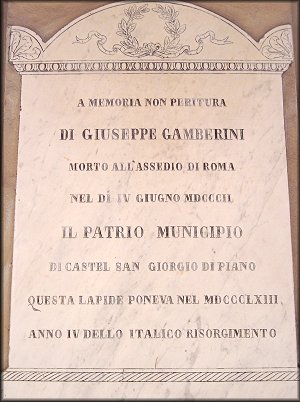 A MEMORIA NON PERITURA
DI GIUSEPPE GAMBERINI
MORTO ALL'ASSEDIO DI ROMA
NEL DÌ IV GIUGNO MDCCCIL
IL PATRIO MUNICIPIO
DI CASTEL SAN GIORGIO DI PIANO
QUESTA LAPIDE PONEVA NEL MDCCCLXIII
ANNO IV DELLO ITALICO RISORGIMENTO